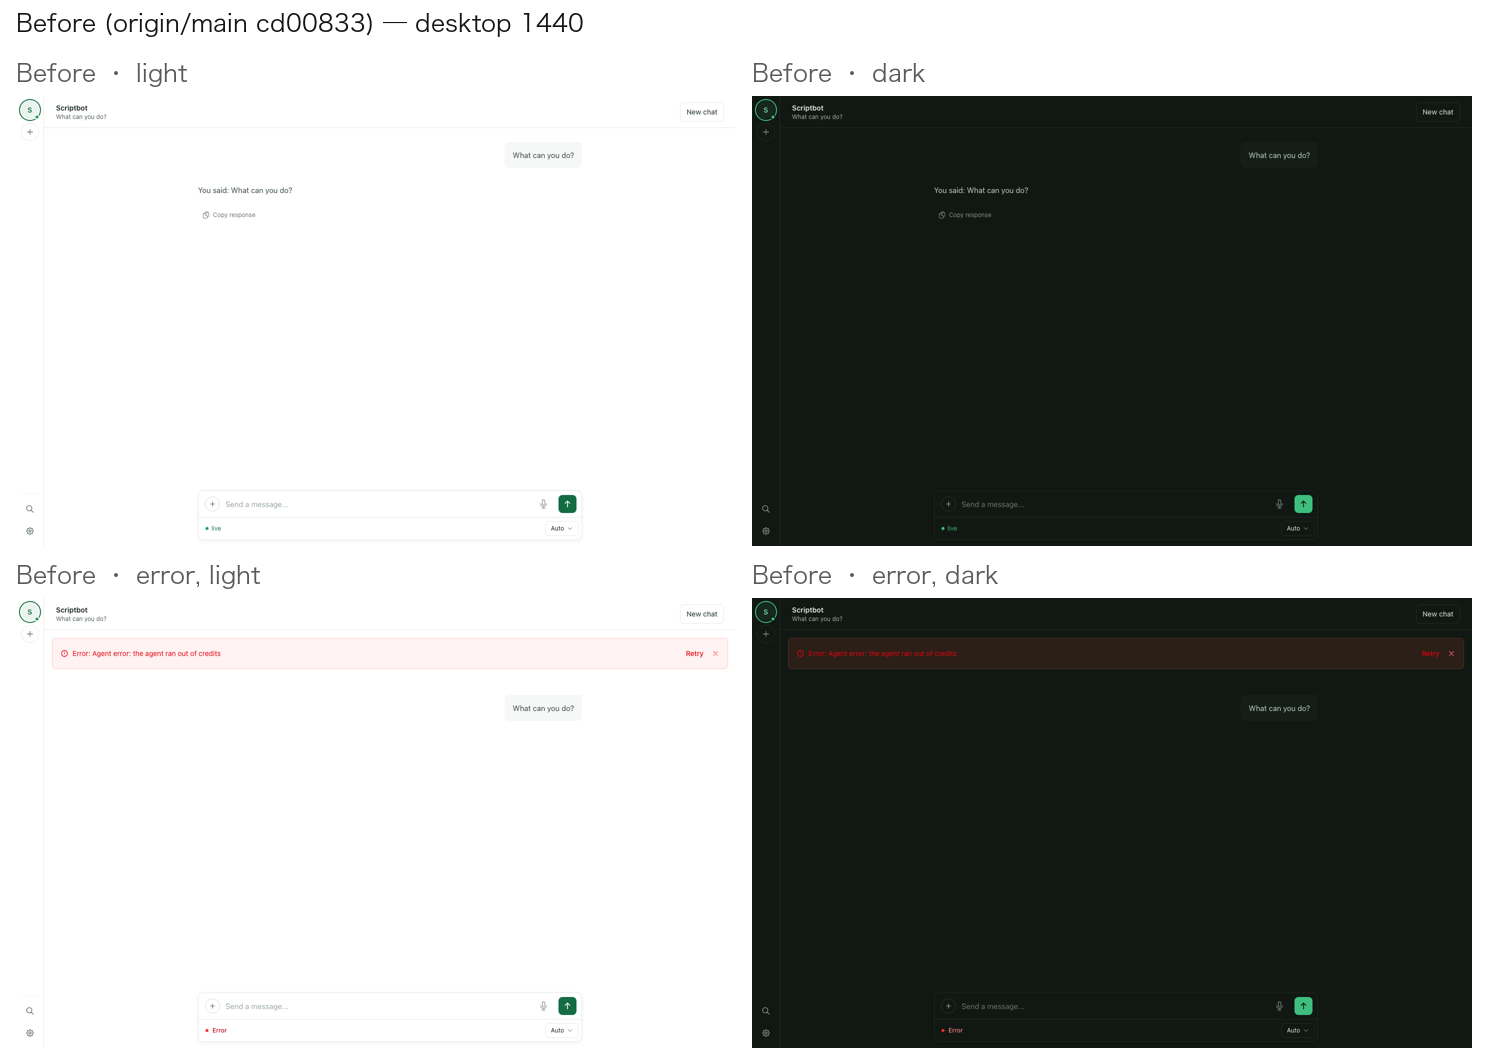 Before (origin/main cd00833) — desktop 1440
Before · light
S
Scriptbot
What can you do?
New chat
What can you do?
You said: What can you do?
Copy response
Send a message...
live
Auto
Before · dark
S
Scriptbot
What can you do?
New chat
What can you do?
You said: What can you do?
Copy response
Send a message...
live
Auto
Before · error, light
S
Scriptbot
What can you do?
New chat
Error: Agent error: the agent ran out of credits
Retry
What can you do?
Send a message...
Error
Auto
Before · error, dark
S
Scriptbot
What can you do?
New chat
Error: Agent error: the agent ran out of credits
Retry
What can you do?
Send a message...
Error
Auto